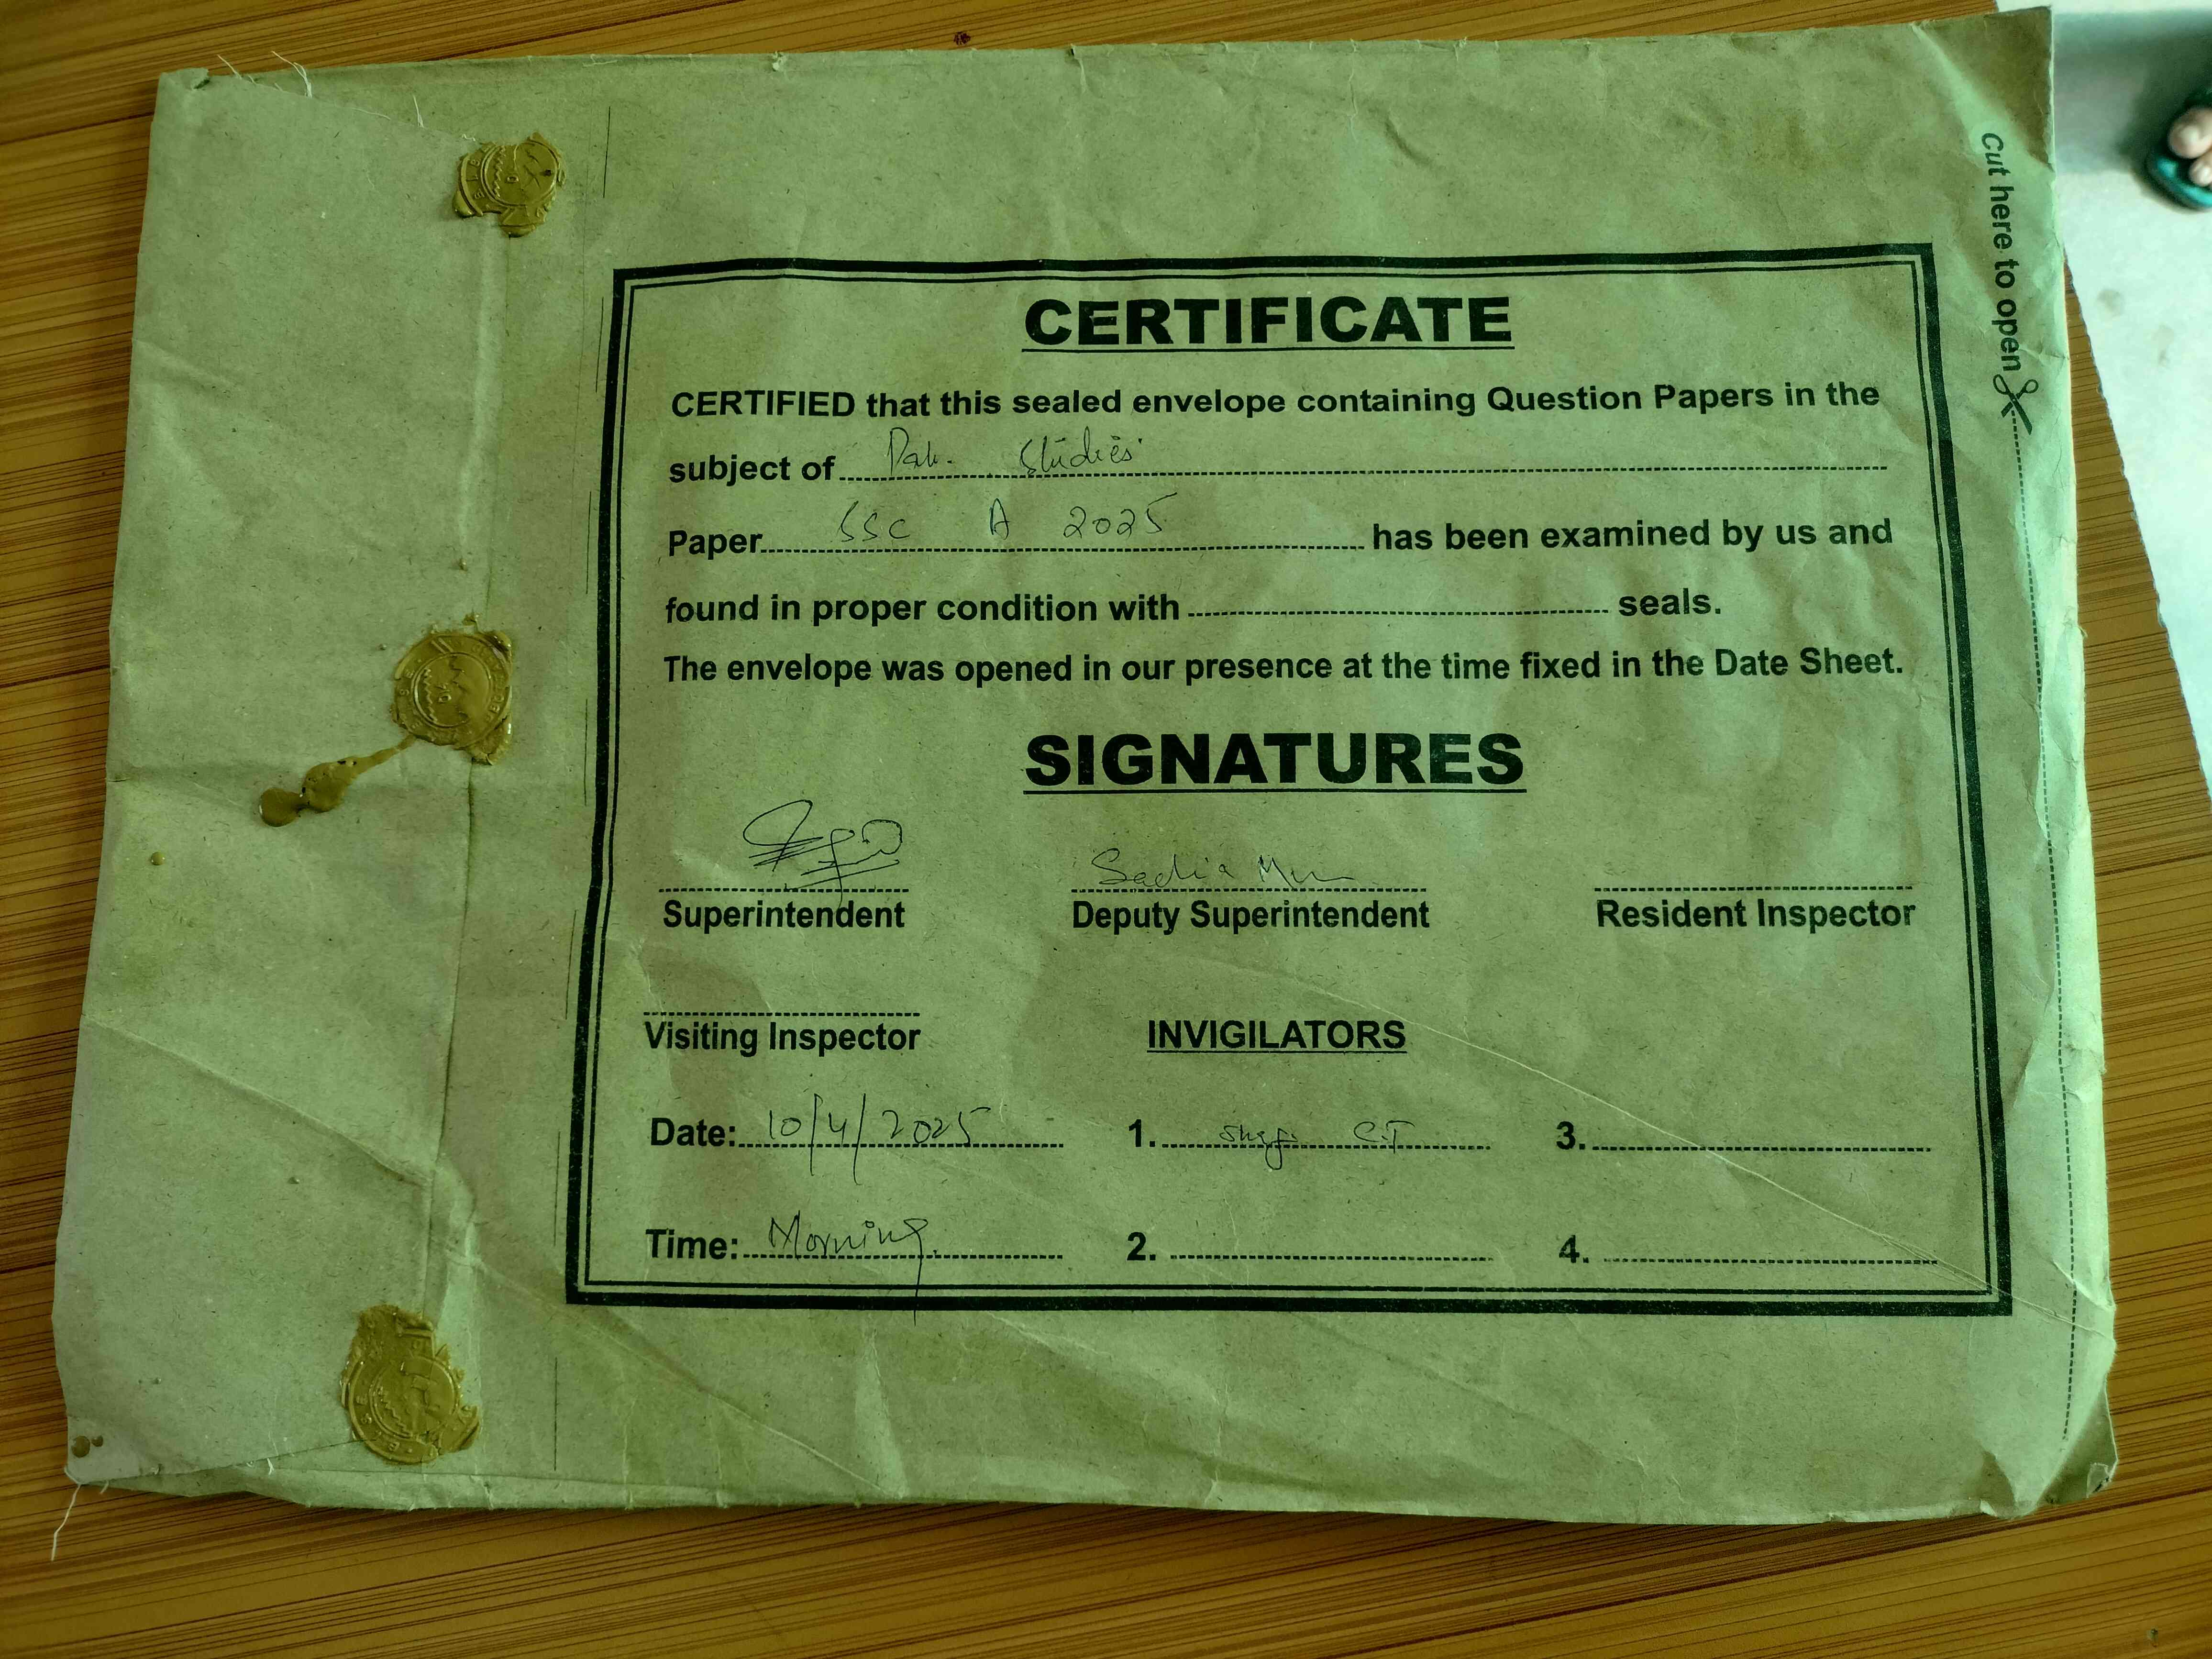 Cut here to open
CERTIFICATE
CERTIFIED that this sealed envelope containing Question Papers in the
subject of Pak. Studies
Paper SSC A 2025 has been examined by us and
found in proper condition with seals.
The envelope was opened in our presence at the time fixed in the Date Sheet.
SIGNATURES
Sadia
Superintendent Deputy Superintendent Resident Inspector
Visiting Inspector INVIGILATORS
Date: 10/4/2025 1. C.T 3.
Time: Morning 2. 4.